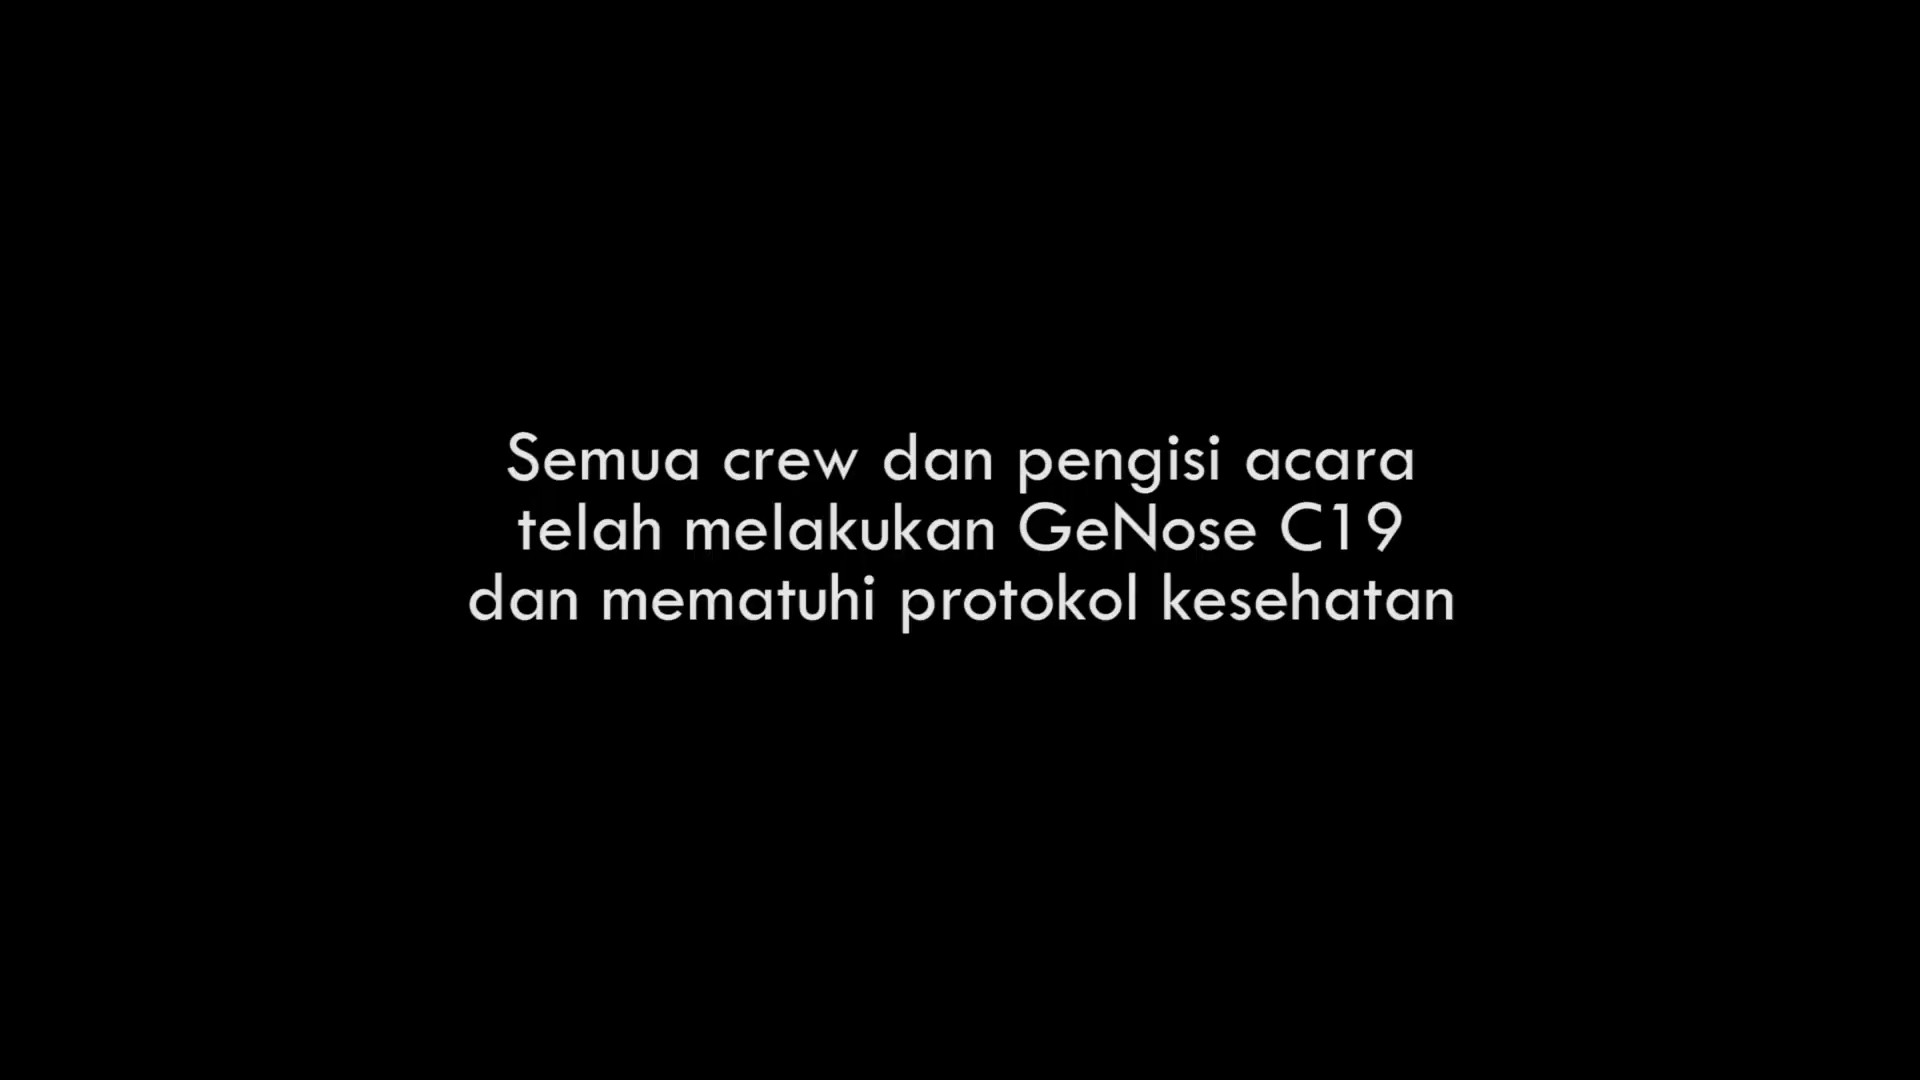 Semua crew dan pengisi acara
telah melakukan GeNose C19
dan mematuhi protokol kesehatan